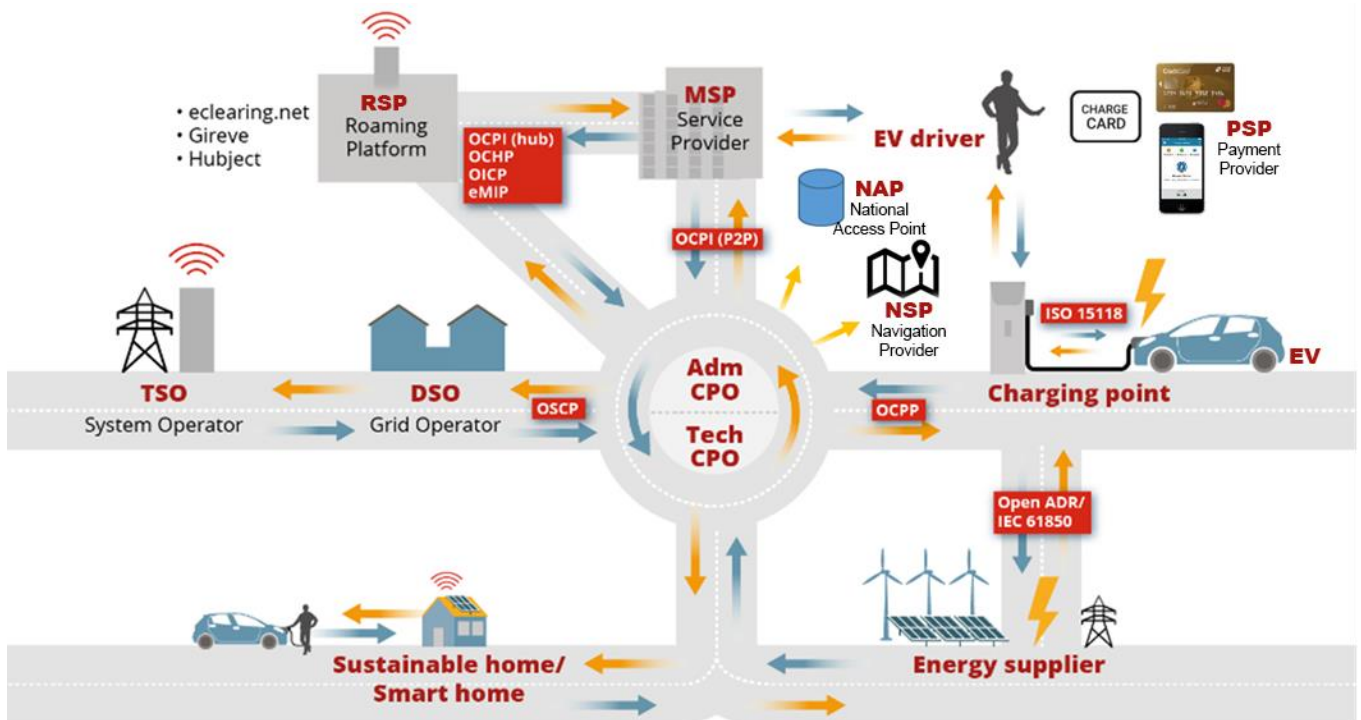 • eclearing.net
• Gireve
• Hubject
RSP
Roaming
Platform
OCPI (hub)
OCHP
OICP
eMIP
MSP
Service
Provider
EV driver
CHARGE
CARD
PSP
Payment
Provider
NAP
National
Access Point
OCPI (P2P)
NSP
Navigation
Provider
ISO 15118
EV
TSO
System Operator
DSO
Grid Operator
OSCP
Adm
CPO
Tech
CPO
OCPP
Charging point
Open ADR/
IEC 61850
Sustainable home/
Smart home
Energy supplier